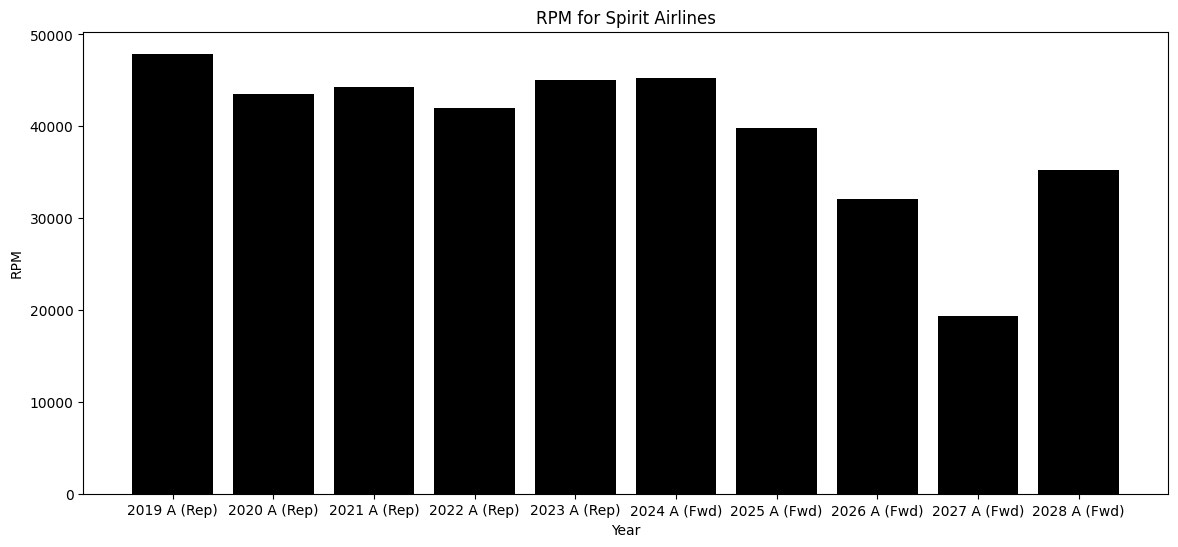 RPM for Spirit Airlines
50000
40000
30000
20000
10000
0
RPM
2019 A (Rep) 2020 A (Rep) 2021 A (Rep) 2022 A (Rep) 2023 A (Rep) 2024 A (Fwd) 2025 A (Fwd) 2026 A (Fwd) 2027 A (Fwd) 2028 A (Fwd)
Year